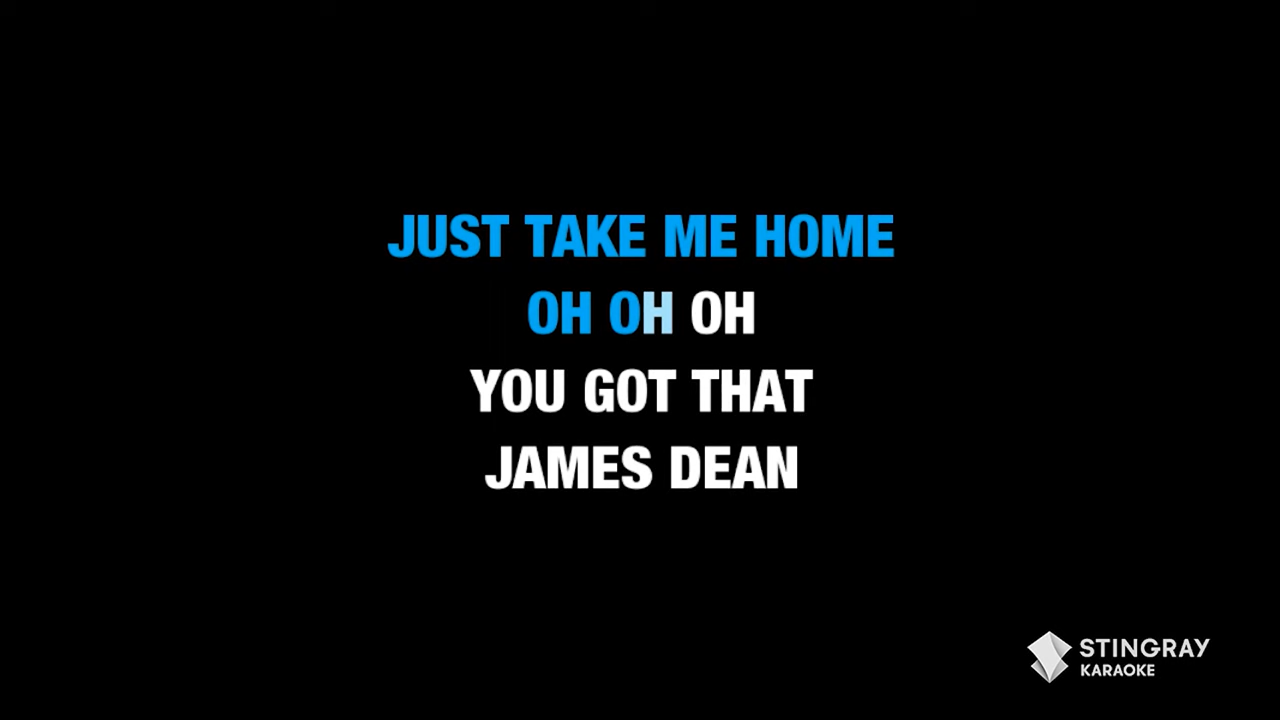 JUST TAKE ME HOME
OH OH OH
YOU GOT THAT
JAMES DEAN
STINGRAY
KARAOKE